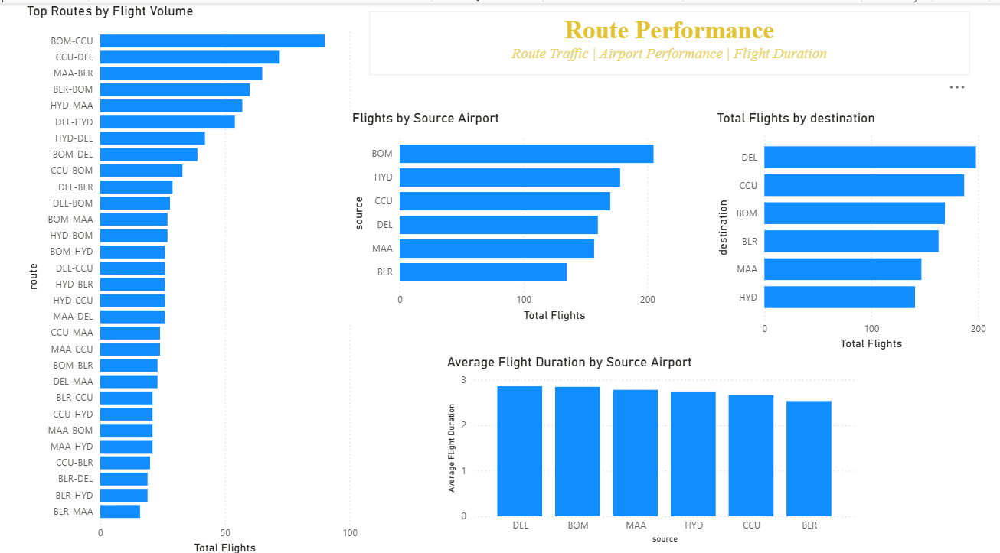 Top Routes by Flight Volume
BOM-CCU
CCU-DEL
MAA-BLR
BLR-BOM
HYD-MAA
DEL-HYD
HYD-DEL
BOM-DEL
CCU-BOM
DEL-BLR
DEL-BOM
BOM-MAA
HYD-BOM
BOM-HYD
DEL-CCU
HYD-BLR
HYD-CCU
MAA-DEL
CCU-MAA
MAA-CCU
BOM-BLR
DEL-MAA
BLR-CCU
CCU-HYD
MAA-BOM
MAA-HYD
CCU-BLR
BLR-DEL
BLR-HYD
BLR-MAA
route
0 50 100
Total Flights
Route Performance
Route Traffic | Airport Performance | Flight Duration
Flights by Source Airport
BOM
HYD
CCU
DEL
MAA
BLR
source
0 100 200
Total Flights
Total Flights by destination
DEL
CCU
BOM
BLR
MAA
HYD
destination
0 100 200
Total Flights
Average Flight Duration by Source Airport
3
2
1
0
Average Flight Duration
DEL BOM MAA HYD CCU BLR
source